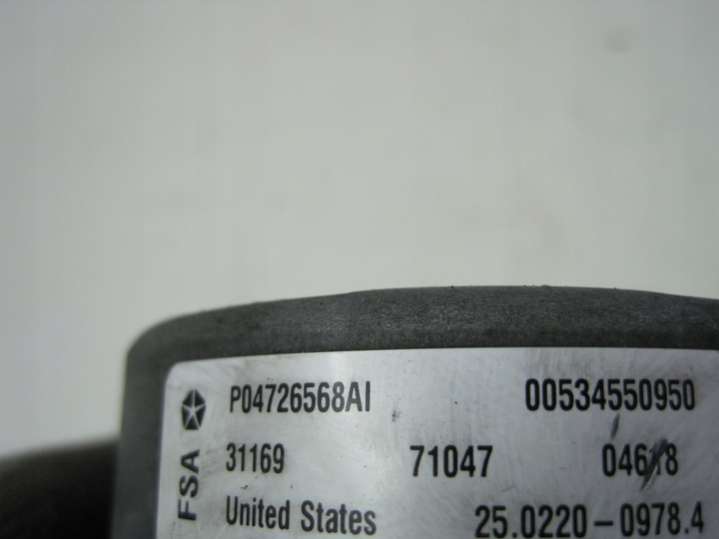 P04726568AI 00534550950
31169 71047 04618
United States 25.0220-0978.4
FSA